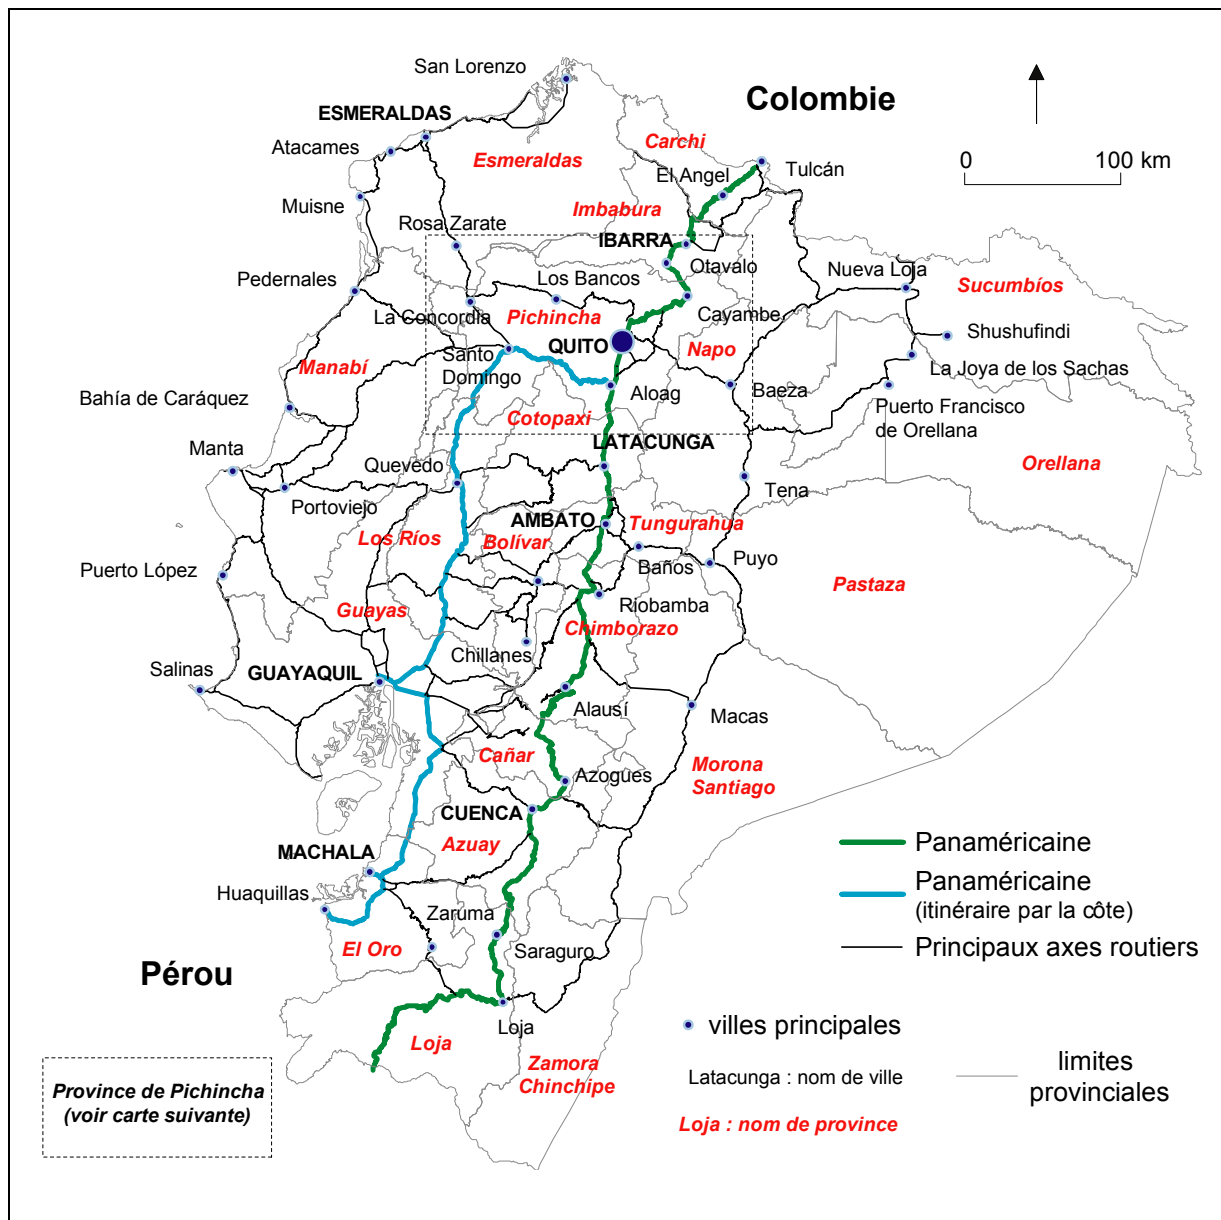 San Lorenzo
Colombie
ESMERALDAS
Carchi
Atacames
Esmeraldas
El Angel
Tulcán
0 100 km
Muisne
Imbabura
Rosa Zarate
IBARRA
Otavalo
Nueva Loja
Pedernales
Los Bancos
Sucumbíos
La Concordia
Pichincha
Cayambe
Shushufindi
QUITO
Napo
Manabí
Santo
Domingo
La Joya de los Sachas
Bahía de Caráquez
Aloag
Baeza
Cotopaxi
Puerto Francisco
de Orellana
Manta
LATACUNGA
Quevedo
Orellana
Portoviejo
Tena
Los Ríos
AMBATO
Bolívar
Tungurahua
Puerto López
Baños
Puyo
Pastaza
Guayas
Riobamba
Chimborazo
Salinas
GUAYAQUIL
Chillanes
Alausí
Macas
Cañar
Azogues
Morona
Santiago
CUENCA
Azuay
MACHALA
Huaquillas
Zaruma
El Oro
Saraguro
Pérou
Loja
Loja
Zamora
Chinchipe
Panaméricaine
Panaméricaine
(itinéraire par la côte)
Principaux axes routiers
villes principales
Latacunga : nom de ville
Loja : nom de province
limites
provinciales
Province de Pichincha
(voir carte suivante)